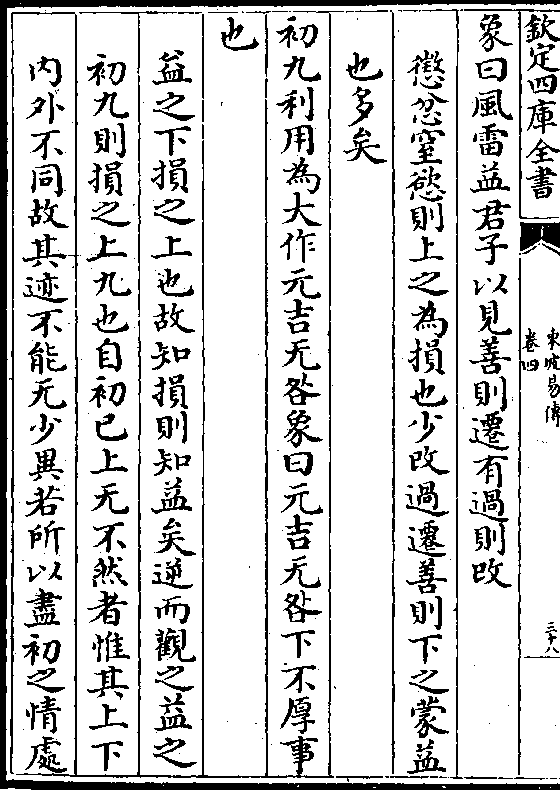 欽定四庫全書
東坡易傳
卷四
三十八
象曰風雷益君子以見善則遷有過則改
懲忿窒慾則上之為損也少改過遷善則下之蒙益
也多矣
初九利用為大作元吉无咎象曰元吉无咎下不厚事
也
益之下損之上也故知損則知益矣逆而觀之益之
初九則損之上九也自初已上无不然者惟其上下
内外不同故其迹不能无少異若所以盡初之情處